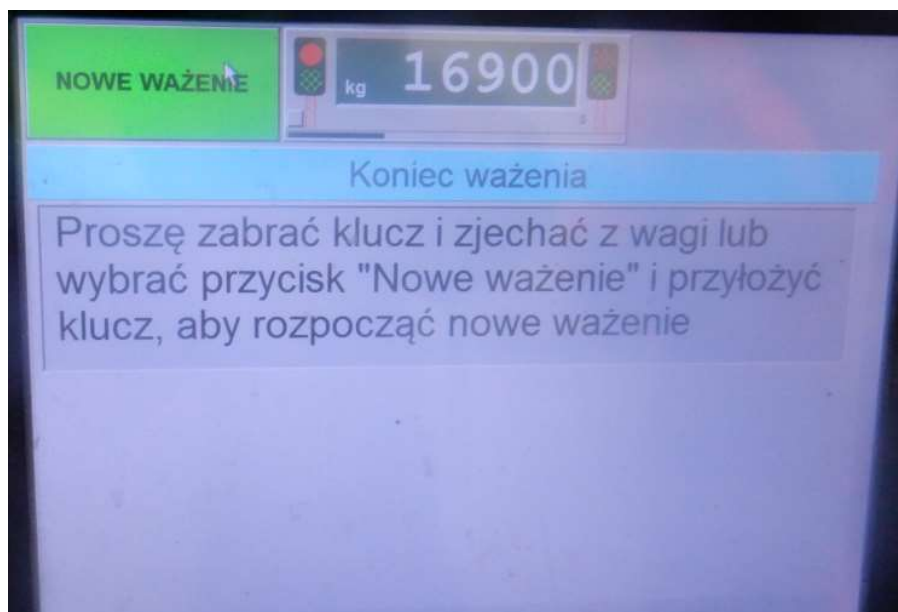 NOWE WAŻENIE
kg 16900
Koniec ważenia
Proszę zabrać klucz i zjechać z wagi lub
wybrać przycisk "Nowe ważenie" i przyłożyć
klucz, aby rozpocząć nowe ważenie